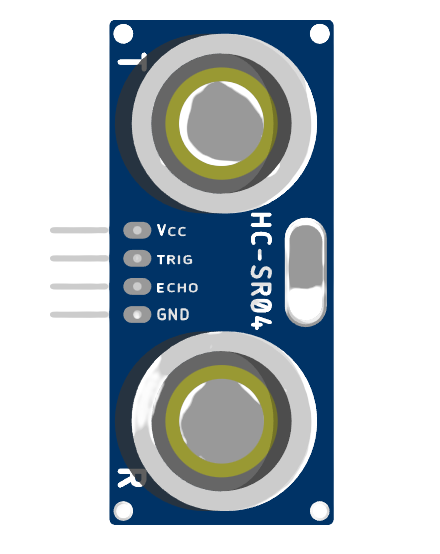 T
VCC
TRIG
ECHO
GND
HC-SR04
R